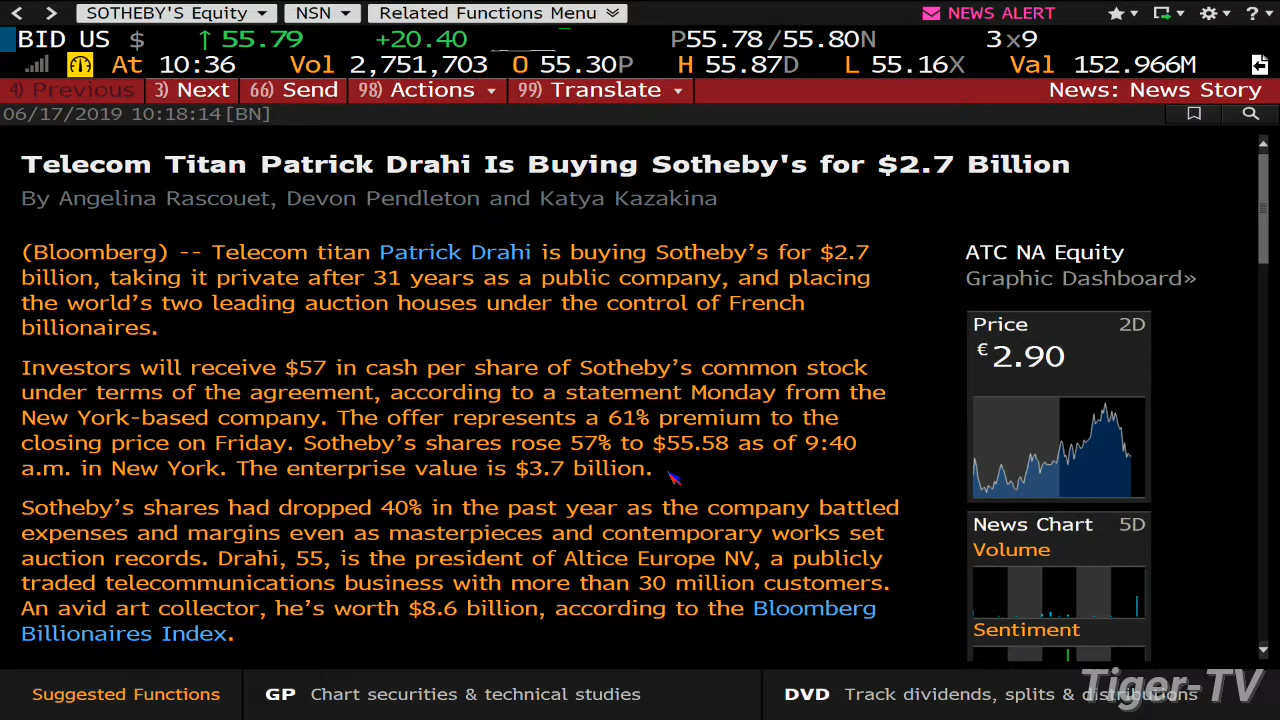 SOTHEBY'S Equity NSN Related Functions Menu NEWS ALERT ?
BID US $ ↑ 55.79 +20.40 P55.78 /55.80N 3x9
At 10:36 Vol 2,751,703 O 55.30P H 55.87D L 55.16X Val 152.966M
4) Previous 3) Next 66) Send 98) Actions 99) Translate News: News Story
06/17/2019 10:18:14 [BN]
Telecom Titan Patrick Drahi Is Buying Sotheby's for $2.7 Billion
By Angelina Rascouet, Devon Pendleton and Katya Kazakina
(Bloomberg) -- Telecom titan Patrick Drahi is buying Sotheby's for $2.7
billion, taking it private after 31 years as a public company, and placing
the world's two leading auction houses under the control of French
billionaires.
Investors will receive $57 in cash per share of Sotheby's common stock
under terms of the agreement, according to a statement Monday from the
New York-based company. The offer represents a 61% premium to the
closing price on Friday. Sotheby's shares rose 57% to $55.58 as of 9:40
a.m. in New York. The enterprise value is $3.7 billion.
Sotheby's shares had dropped 40% in the past year as the company battled
expenses and margins even as masterpieces and contemporary works set
auction records. Drahi, 55, is the president of Altice Europe NV, a publicly
traded telecommunications business with more than 30 million customers.
An avid art collector, he's worth $8.6 billion, according to the Bloomberg
Billionaires Index.
ATC NA Equity
Graphic Dashboard»
Price 2D
€2.90
News Chart 5D
Volume
Sentiment
Suggested Functions GP Chart securities & technical studies DVD Track dividends, splits & distributions
Tiger-TV